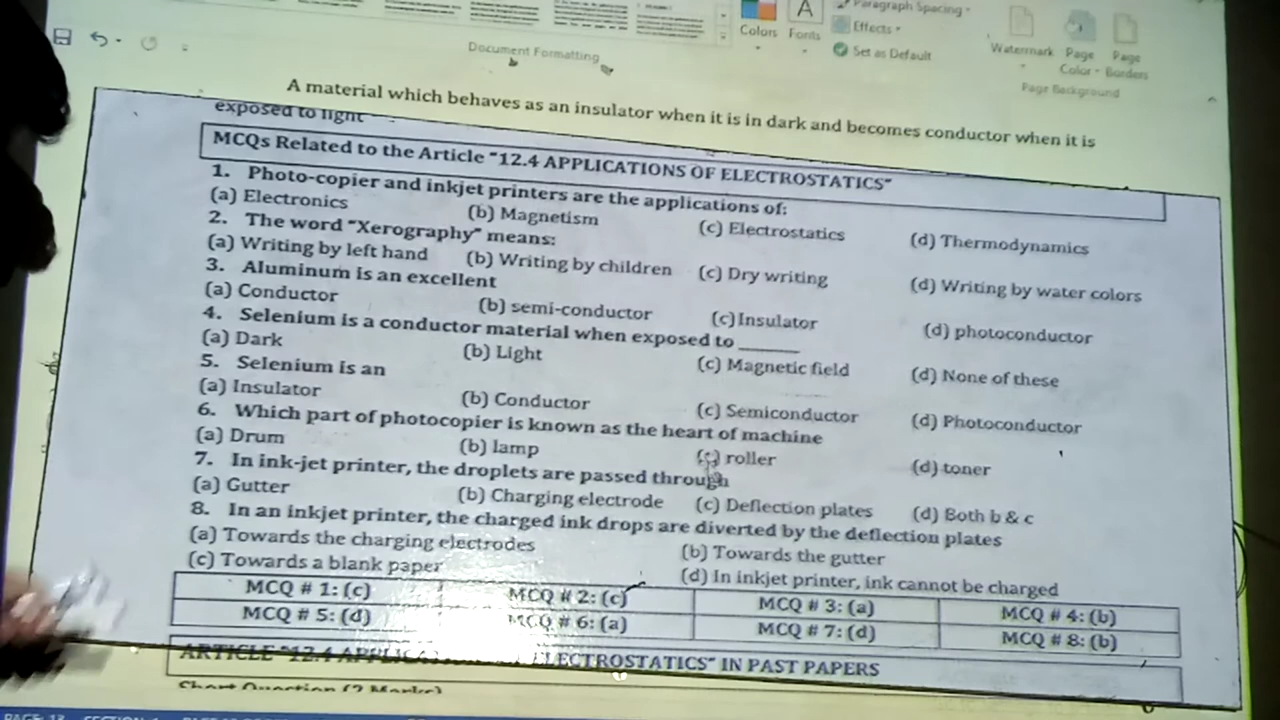 Paragraph Spacing
Colors
Fonts
Effects
Set as Default
Watermark
Page Color
Page Borders
Document Formatting
Page Background
A material which behaves as an insulator when it is in dark and becomes conductor when it is
exposed to light
MCQs Related to the Article "12.4 APPLICATIONS OF ELECTROSTATICS"
1. Photo-copier and inkjet printers are the applications of:
(a) Electronics (b) Magnetism (c) Electrostatics (d) Thermodynamics
2. The word "Xerography" means:
(a) Writing by left hand (b) Writing by children (c) Dry writing (d) Writing by water colors
3. Aluminum is an excellent
(a) Conductor (b) semi-conductor (c) Insulator (d) photoconductor
4. Selenium is a conductor material when exposed to ______
(a) Dark (b) Light (c) Magnetic field (d) None of these
5. Selenium is an
(a) Insulator (b) Conductor (c) Semiconductor (d) Photoconductor
6. Which part of photocopier is known as the heart of machine
(a) Drum (b) lamp (c) roller (d) toner
7. In ink-jet printer, the droplets are passed through
(a) Gutter (b) Charging electrode (c) Deflection plates (d) Both b & c
8. In an inkjet printer, the charged ink drops are diverted by the deflection plates
(a) Towards the charging electrodes (b) Towards the gutter
(c) Towards a blank paper (d) In inkjet printer, ink cannot be charged
MCQ # 1: (c) MCQ # 2: (c) MCQ # 3: (a) MCQ # 4: (b)
MCQ # 5: (d) MCQ # 6: (a) MCQ # 7: (d) MCQ # 8: (b)
ARTICLE "12.4 ELECTROSTATICS" IN PAST PAPERS
Short Question (2 Marks)